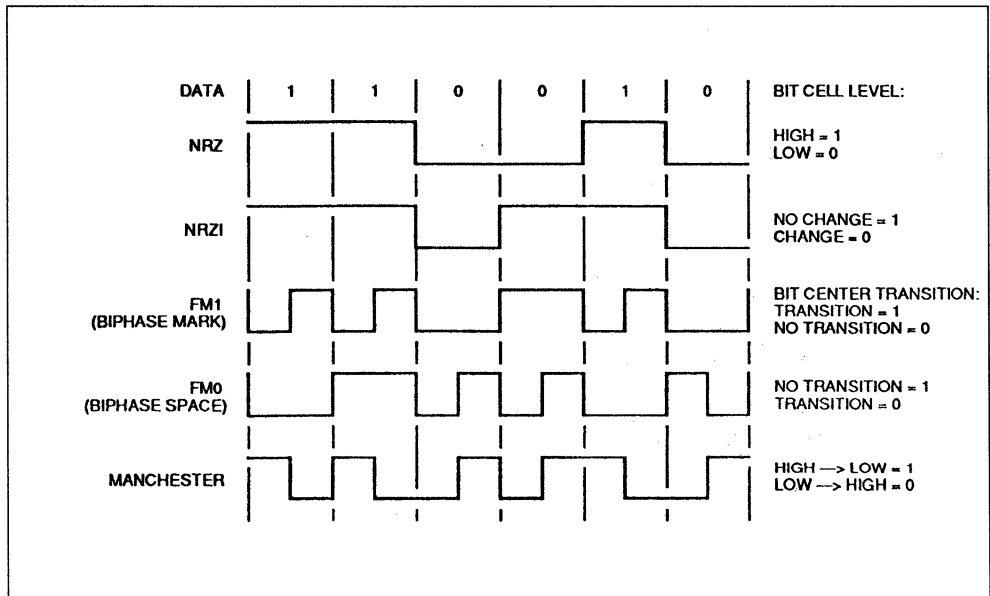 DATA 1 1 0 0 1 0 BIT CELL LEVEL:
NRZ
HIGH = 1
LOW = 0
NRZI
NO CHANGE = 1
CHANGE = 0
FM1
(BIPHASE MARK)
BIT CENTER TRANSITION:
TRANSITION = 1
NO TRANSITION = 0
FM0
(BIPHASE SPACE)
NO TRANSITION = 1
TRANSITION = 0
MANCHESTER
HIGH —> LOW = 1
LOW —> HIGH = 0